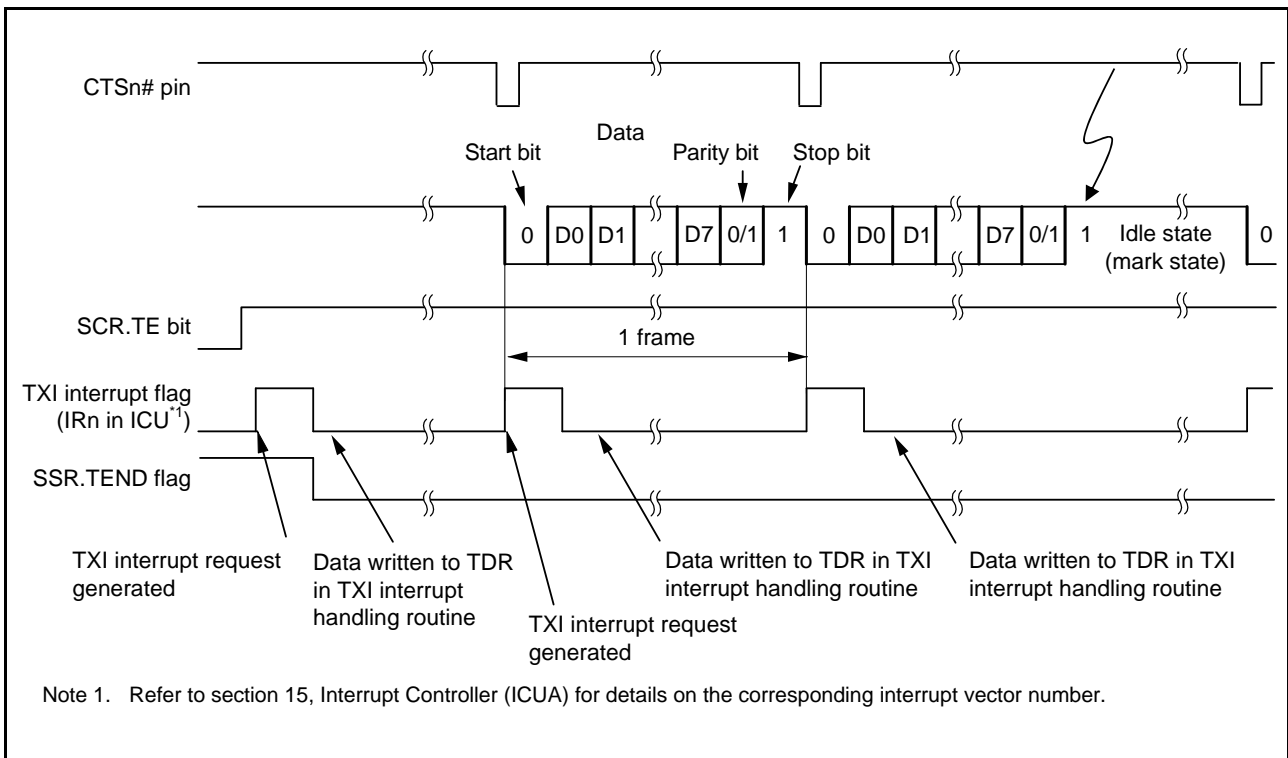 CTSn# pin
Data
Start bit
Parity bit
Stop bit
0 D0 D1 D7 0/1 1 0 D0 D1 D7 0/1 1 Idle state (mark state) 0
SCR.TE bit
1 frame
TXI interrupt flag
(IRn in ICU*1)
SSR.TEND flag
TXI interrupt request
generated
Data written to TDR
in TXI interrupt
handling routine
TXI interrupt request
generated
Data written to TDR in TXI
interrupt handling routine
Data written to TDR in TXI
interrupt handling routine
Note 1. Refer to section 15, Interrupt Controller (ICUA) for details on the corresponding interrupt vector number.